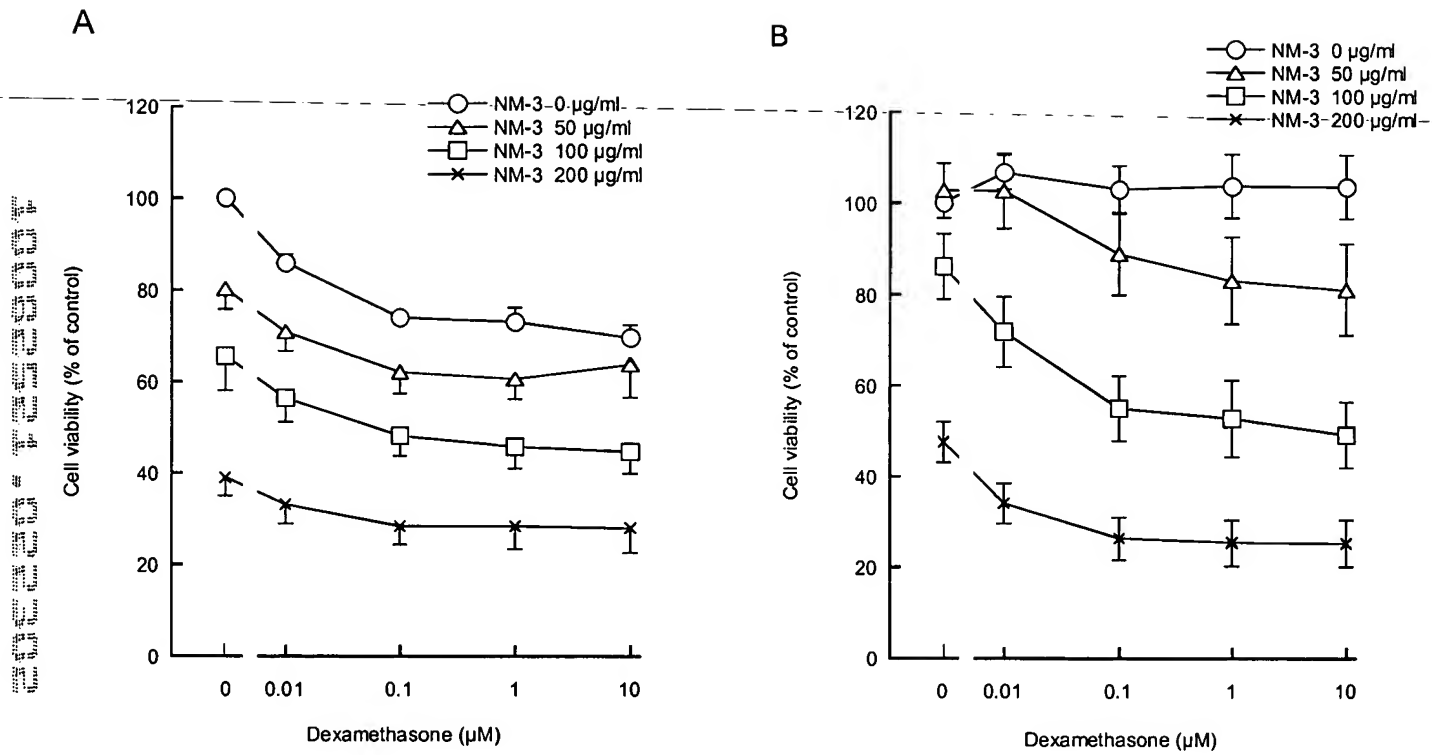 A
NM-3 0 µg/ml
NM-3 50 µg/ml
NM-3 100 µg/ml
NM-3 200 µg/ml
120
100
80
60
40
20
0
Cell viability (% of control)
0 0.01 0.1 1 10
Dexamethasone (µM)
B
NM-3 0 µg/ml
NM-3 50 µg/ml
NM-3 100 µg/ml
NM-3 200 µg/ml
120
100
80
60
40
20
0
Cell viability (% of control)
0 0.01 0.1 1 10
Dexamethasone (µM)